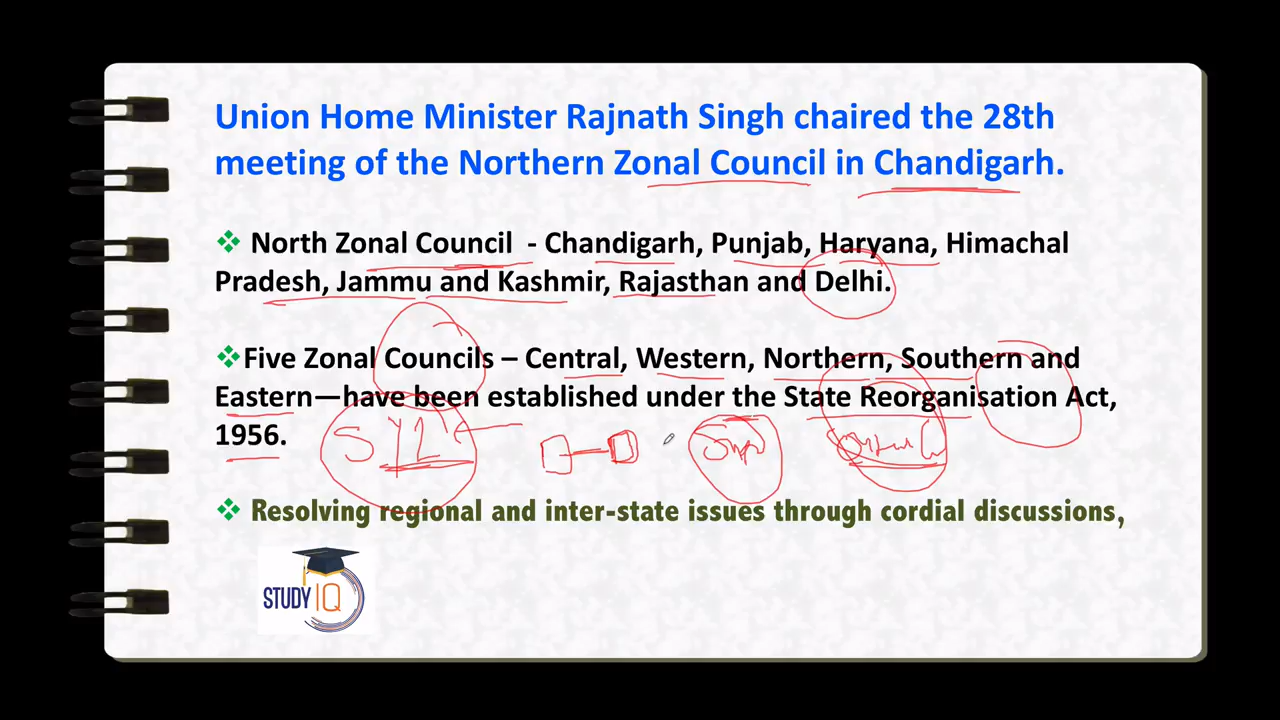 Union Home Minister Rajnath Singh chaired the 28th
meeting of the Northern Zonal Council in Chandigarh.
❖ North Zonal Council - Chandigarh, Punjab, Haryana, Himachal
Pradesh, Jammu and Kashmir, Rajasthan and Delhi.
❖Five Zonal Councils – Central, Western, Northern, Southern and
Eastern—have been established under the State Reorganisation Act,
1956.
SYL
❖ Resolving regional and inter-state issues through cordial discussions,
STUDY IQ